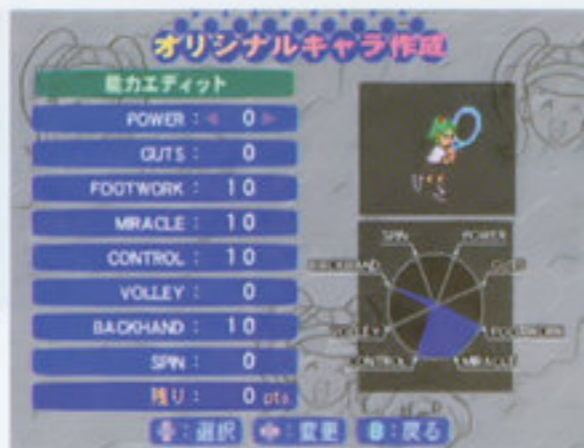 オリジナルキャラ作成
能力エディット
POWER : ◀ 0 ▶
GUTS : 0
FOOTWORK : 10
MIRACLE : 10
CONTROL : 10
VOLLEY : 0
BACKHAND : 10
SPIN : 0
残り : 0 pts
SPIN
POWER
BACKHAND
GUTS
VOLLEY
FOOTWORK
CONTROL
MIRACLE
:選択 :変更 B:戻る